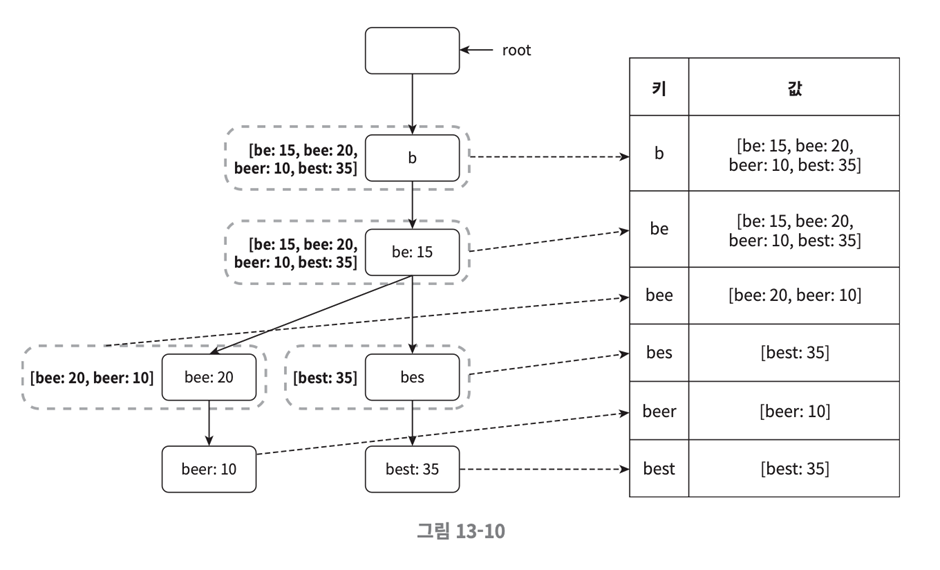 root
[be: 15, bee: 20,
beer: 10, best: 35]
b
[be: 15, bee: 20,
beer: 10, best: 35]
be: 15
[bee: 20, beer: 10]
bee: 20
[best: 35]
bes
beer: 10
best: 35
키 값
b [be: 15, bee: 20,
beer: 10, best: 35]
be [be: 15, bee: 20,
beer: 10, best: 35]
bee [bee: 20, beer: 10]
bes [best: 35]
beer [beer: 10]
best [best: 35]
그림 13-10